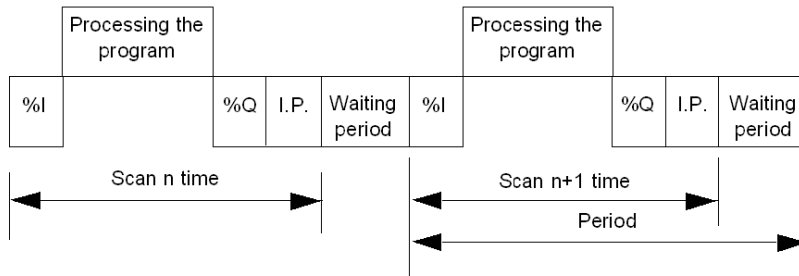 Processing the
program
Processing the
program
%I
%Q
I.P.
Waiting
period
%I
%Q
I.P.
Waiting
period
Scan n time
Scan n+1 time
Period